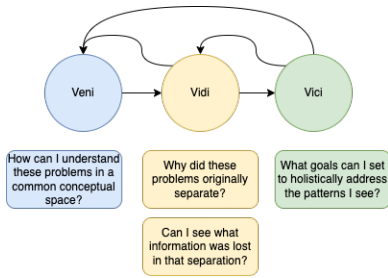 Veni
Vidi
Vici
How can I understand
these problems in a
common conceptual
space?
Why did these
problems originally
separate?
What goals can I set
to holistically address
the patterns I see?
Can I see what
information was lost
in that separation?